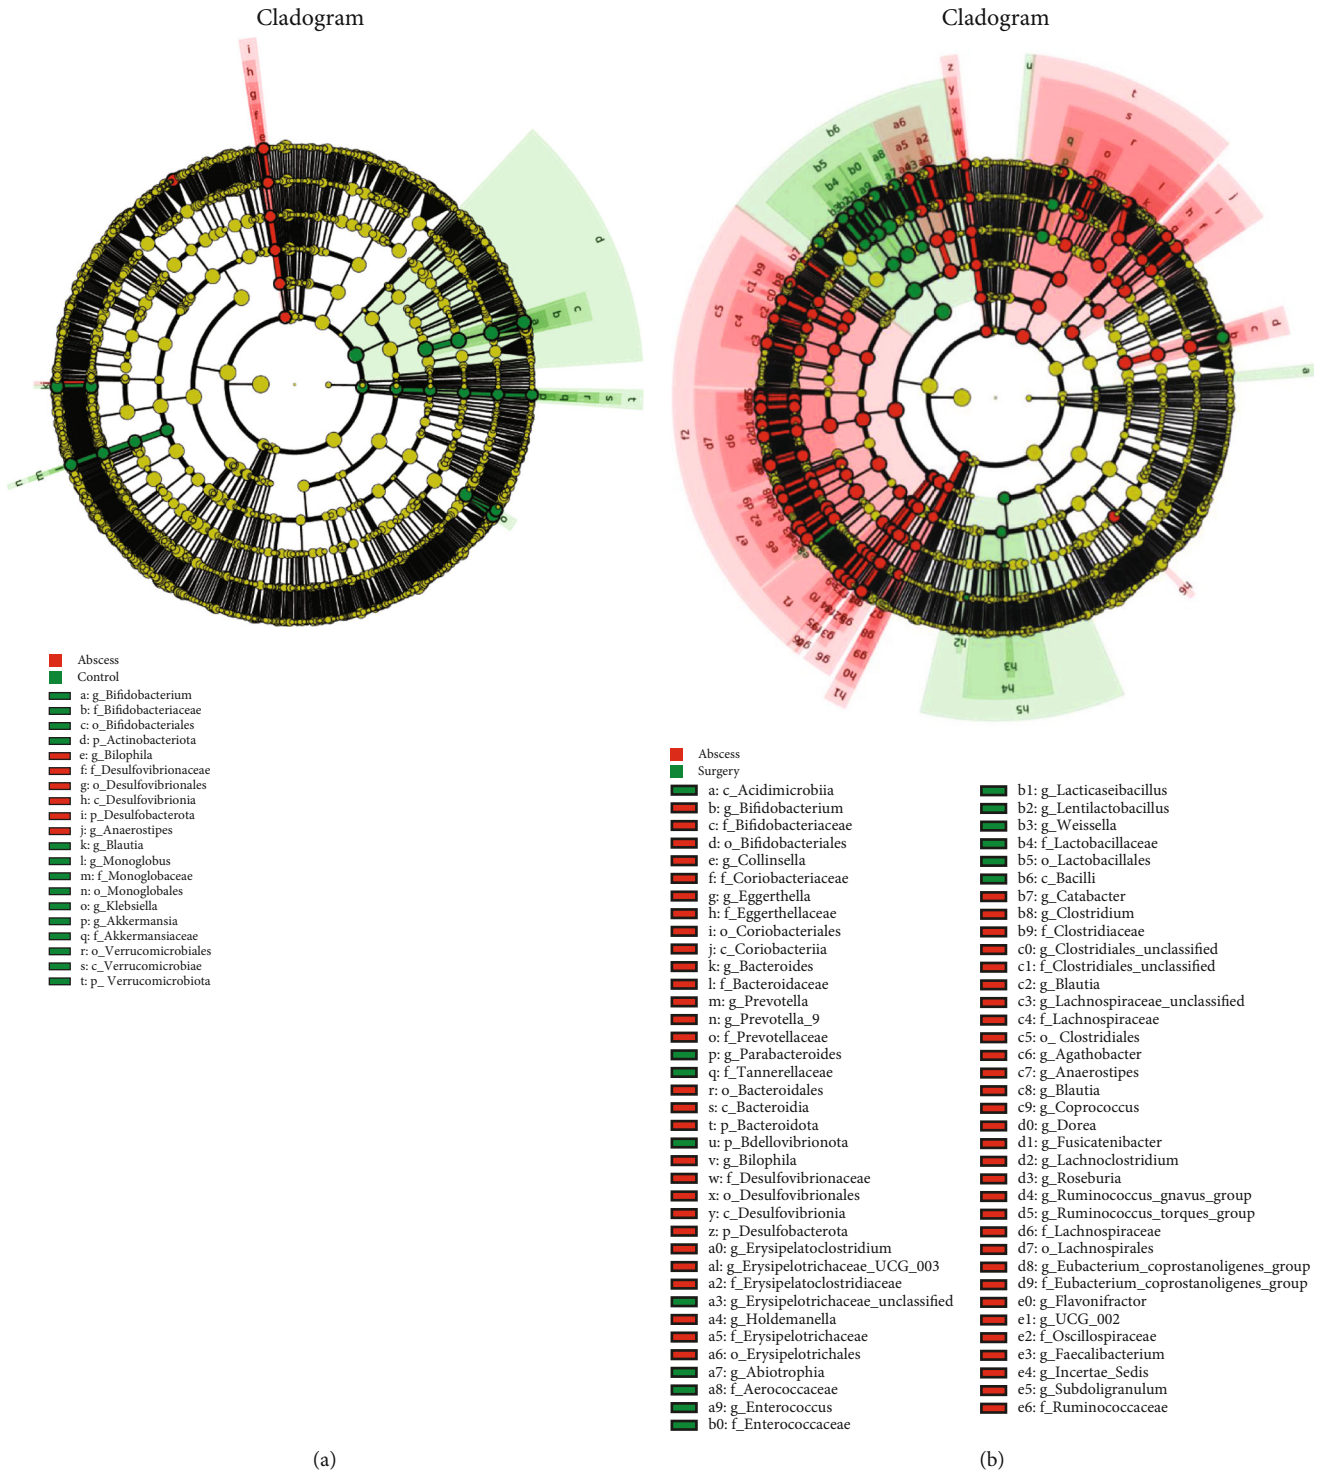 Cladogram
Abscess
Control
a: g_Bifidobacterium
b: f_Bifidobacteriaceae
c: o_Bifidobacteriales
d: p_Actinobacteriota
e: g_Bilophila
f: f_Desulfovibrionaceae
g: o_Desulfovibrionales
h: c_Desulfovibrionia
i: p_Desulfobacterota
j: g_Anaerostipes
k: g_Blautia
l: g_Monoglobus
m: f_Monoglobaceae
n: o_Monoglobales
o: g_Klebsiella
p: g_Akkermansia
q: f_Akkermansiaceae
r: o_Verrucomicrobiales
s: c_Verrucomicrobiae
t: p_ Verrucomicrobiota
(a)
Cladogram
Abscess
Surgery
a: c_Acidimicrobiia
b: g_Bifidobacterium
c: f_Bifidobacteriaceae
d: o_Bifidobacteriales
e: g_Collinsella
f: f_Coriobacteriaceae
g: g_Eggerthella
h: f_Eggerthellaceae
i: o_Coriobacteriales
j: c_Coriobacteriia
k: g_Bacteroides
l: f_Bacteroidaceae
m: g_Prevotella
n: g_Prevotella_9
o: f_Prevotellaceae
p: g_Parabacteroides
q: f_Tannerellaceae
r: o_Bacteroidales
s: c_Bacteroidia
t: p_Bacteroidota
u: p_Bdellovibrionota
v: g_Bilophila
w: f_Desulfovibrionaceae
x: o_Desulfovibrionales
y: c_Desulfovibrionia
z: p_Desulfobacterota
a0: g_Erysipelatoclostridium
al: g_Erysipelotrichaceae_UCG_003
a2: f_Erysipelatoclostridiaceae
a3: g_Erysipelotrichaceae_unclassified
a4: g_Holdemanella
a5: f_Erysipelotrichaceae
a6: o_Erysipelotrichales
a7: g_Abiotrophia
a8: f_Aerococcaceae
a9: g_Enterococcus
b0: f_Enterococcaceae
b1: g_Lacticaseibacillus
b2: g_Lentilactobacillus
b3: g_Weissella
b4: f_Lactobacillaceae
b5: o_Lactobacillales
b6: c_Bacilli
b7: g_Catabacter
b8: g_Clostridium
b9: f_Clostridiaceae
c0: g_Clostridiales_unclassified
c1: f_Clostridiales_unclassified
c2: g_Blautia
c3: g_Lachnospiraceae_unclassified
c4: f_Lachnospiraceae
c5: o_ Clostridiales
c6: g_Agathobacter
c7: g_Anaerostipes
c8: g_Blautia
c9: g_Coprococcus
d0: g_Dorea
d1: g_Fusicatenibacter
d2: g_Lachnoclostridium
d3: g_Roseburia
d4: g_Ruminococcus_gnavus_group
d5: g_Ruminococcus_torques_group
d6: f_Lachnospiraceae
d7: o_Lachnospirales
d8: g_Eubacterium_coprostanoligenes_group
d9: f_Eubacterium_coprostanoligenes_group
e0: g_Flavonifractor
e1: g_UCG_002
e2: f_Oscillospiraceae
e3: g_Faecalibacterium
e4: g_Incertae_Sedis
e5: g_Subdoligranulum
e6: f_Ruminococcaceae
(b)